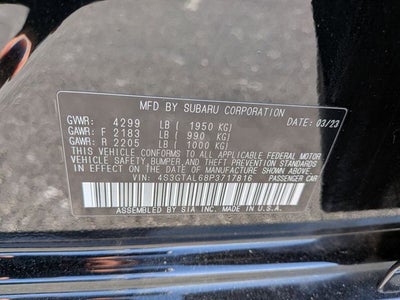 MFD BY SUBARU CORPORATION
GVWR: 4299 LB ( 1950 KG) DATE: 03/23
GAWR: F 2183 LB ( 990 KG)
GAWR: R 2205 LB ( 1000 KG)
THIS VEHICLE CONFORMS TO ALL APPLICABLE FEDERAL MOTOR
VEHICLE SAFETY, BUMPER, AND THEFT PREVENTION STANDARDS
IN EFFECT ON THE DATE OF MANUFACTURE SHOWN ABOVE.
VIN: 4S3GTAL68P3717816 PASSENGER CAR
ASSEMBLED BY SIA INC. MADE IN U.S.A.